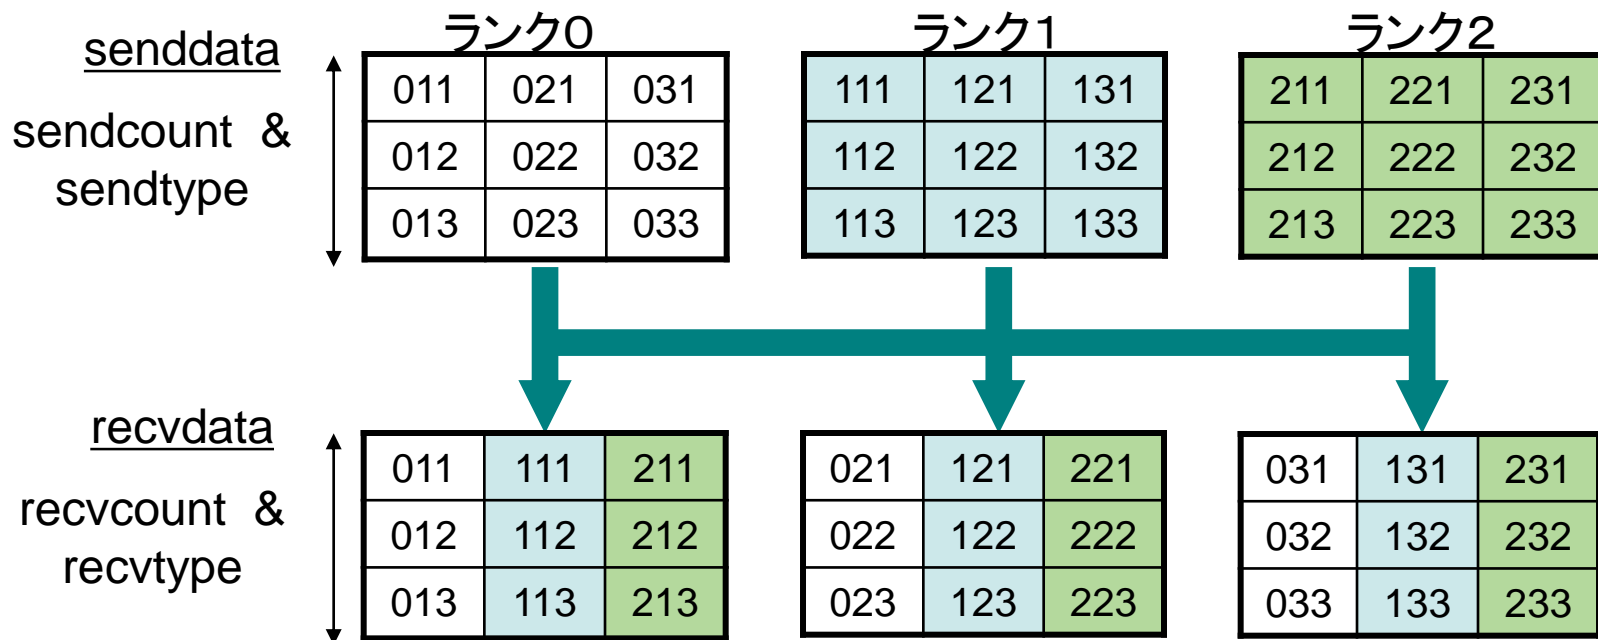 ランク0 ランク1 ランク2
senddata
sendcount & sendtype
011 021 031 111 121 131 211 221 231
012 022 032 112 122 132 212 222 232
013 023 033 113 123 133 213 223 233
recvdata
recvcount &
recvtype
011 111 211 021 121 221 031 131 231
012 112 212 022 122 222 032 132 232
013 113 213 023 123 223 033 133 233